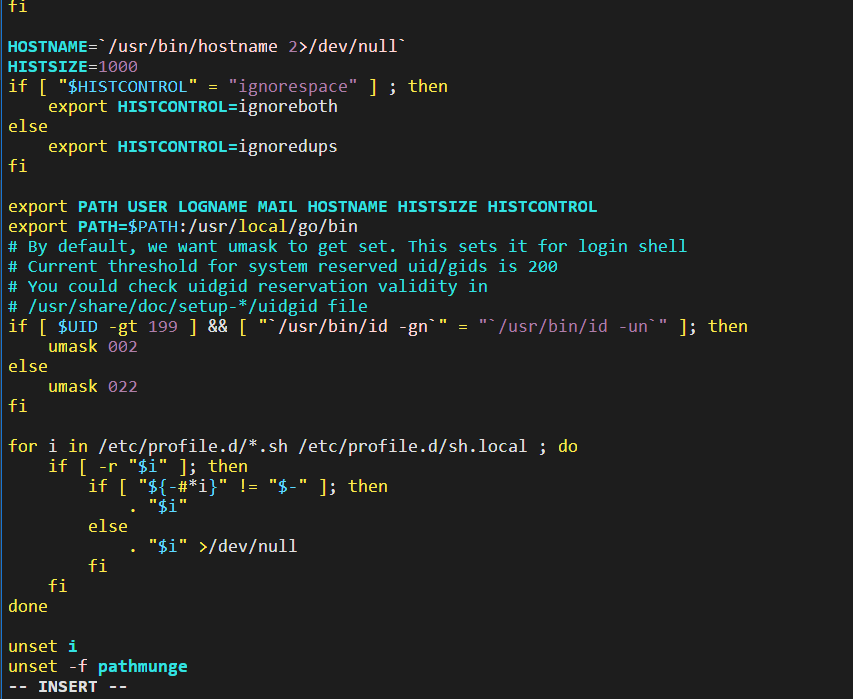 fi

HOSTNAME=`/usr/bin/hostname 2>/dev/null`
HISTSIZE=1000
if [ "$HISTCONTROL" = "ignorespace" ] ; then
    export HISTCONTROL=ignoreboth
else
    export HISTCONTROL=ignoredups
fi

export PATH USER LOGNAME MAIL HOSTNAME HISTSIZE HISTCONTROL
export PATH=$PATH:/usr/local/go/bin
# By default, we want umask to get set. This sets it for login shell
# Current threshold for system reserved uid/gids is 200
# You could check uidgid reservation validity in
# /usr/share/doc/setup-*/uidgid file
if [ $UID -gt 199 ] && [ "`/usr/bin/id -gn`" = "`/usr/bin/id -un`" ]; then
    umask 002
else
    umask 022
fi

for i in /etc/profile.d/*.sh /etc/profile.d/sh.local ; do
    if [ -r "$i" ]; then
        if [ "${-#*i}" != "$-" ]; then
            . "$i"
        else
            . "$i" >/dev/null
        fi
    fi
done

unset i
unset -f pathmunge
-- INSERT --